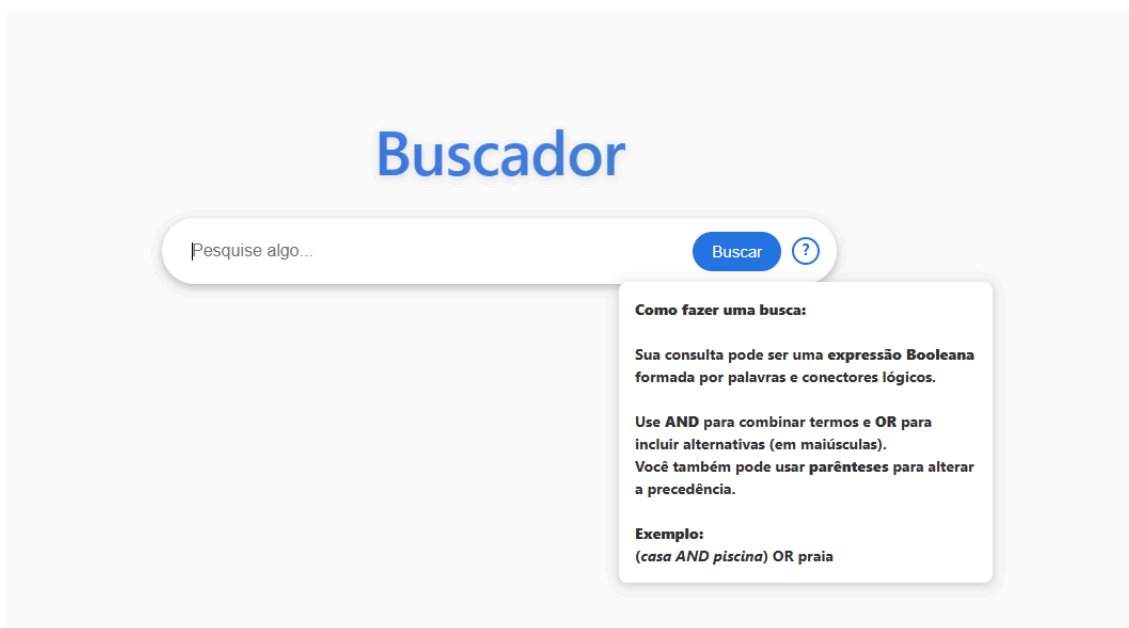 Buscador
Pesquise algo...
Buscar
?
Como fazer uma busca:
Sua consulta pode ser uma expressão Booleana
formada por palavras e conectores lógicos.
Use AND para combinar termos e OR para
incluir alternativas (em maiúsculas).
Você também pode usar parênteses para alterar
a precedência.
Exemplo:
(casa AND piscina) OR praia